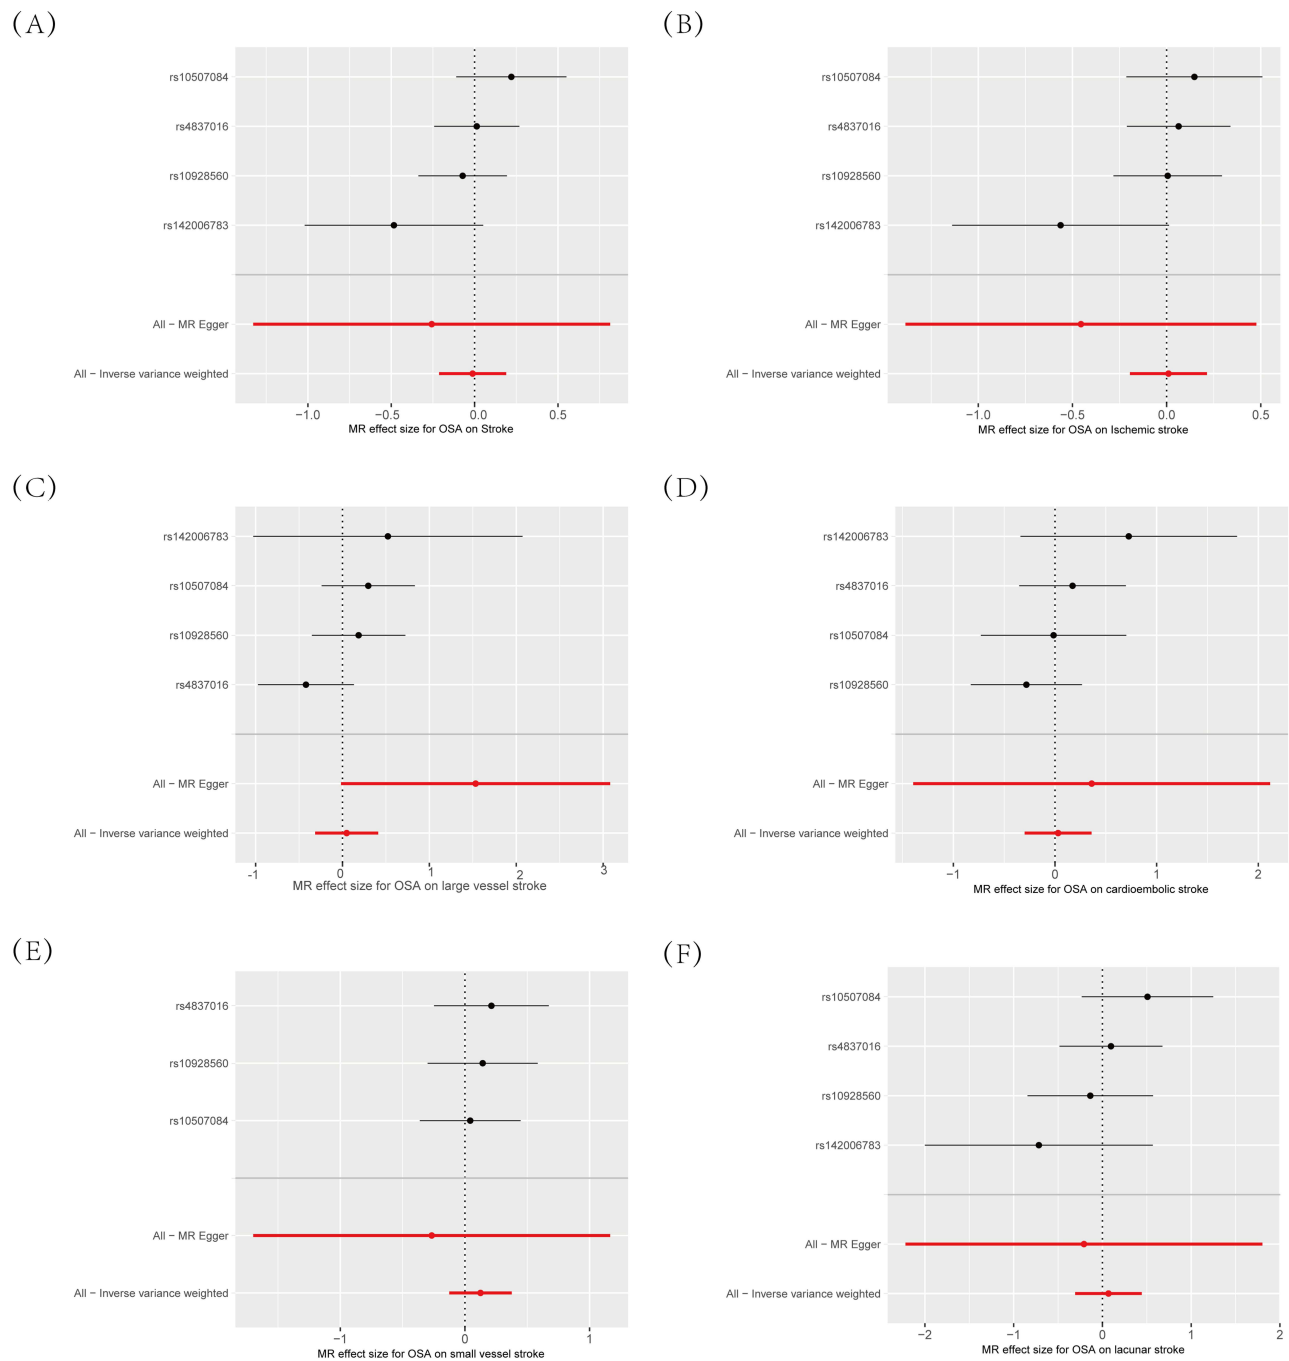 (A)
rs10507084
rs4837016
rs10928560
rs142006783
All − MR Egger
All − Inverse variance weighted
−1.0 −0.5 0.0 0.5
MR effect size for OSA on Stroke
(B)
rs10507084
rs4837016
rs10928560
rs142006783
All − MR Egger
All − Inverse variance weighted
−1.0 −0.5 0.0 0.5
MR effect size for OSA on Ischemic stroke
(C)
rs142006783
rs10507084
rs10928560
rs4837016
All − MR Egger
All − Inverse variance weighted
-1 0 1 2 3
MR effect size for OSA on large vessel stroke
(D)
rs142006783
rs4837016
rs10507084
rs10928560
All − MR Egger
All − Inverse variance weighted
−1 0 1 2
MR effect size for OSA on cardioembolic stroke
(E)
rs4837016
rs10928560
rs10507084
All − MR Egger
All − Inverse variance weighted
−1 0 1
MR effect size for OSA on small vessel stroke
(F)
rs10507084
rs4837016
rs10928560
rs142006783
All − MR Egger
All − Inverse variance weighted
−2 −1 0 1 2
MR effect size for OSA on lacunar stroke